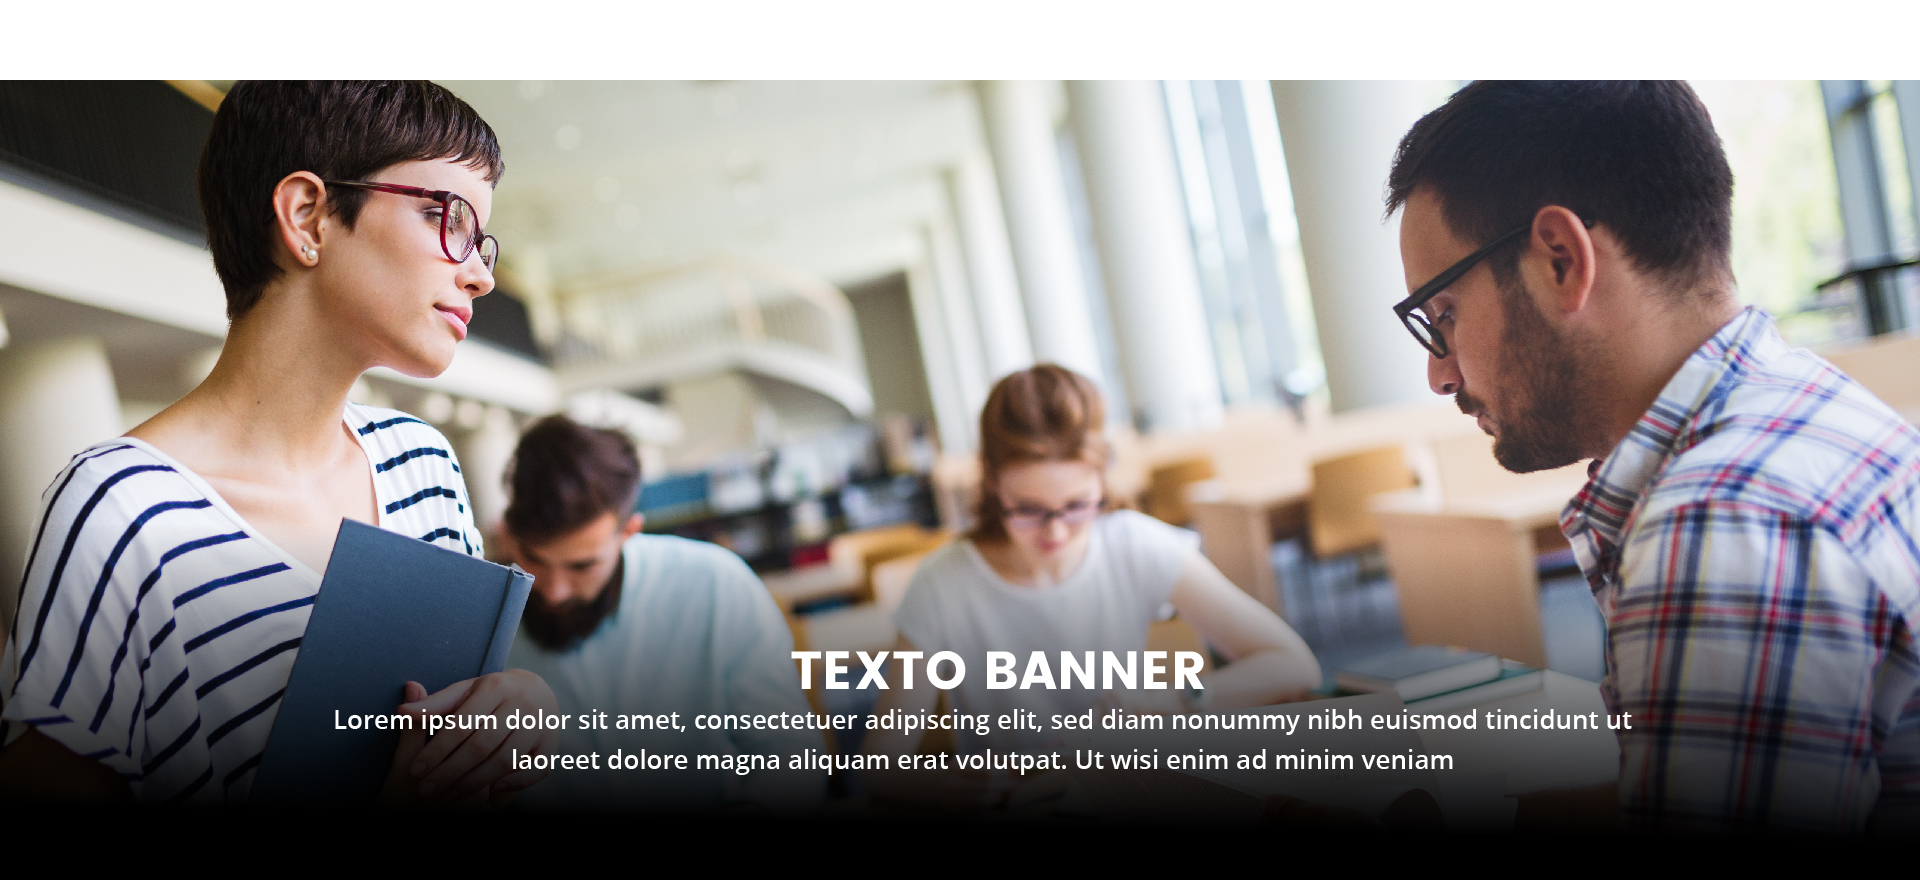 TEXTO BANNER
Lorem ipsum dolor sit amet, consectetuer adipiscing elit, sed diam nonummy nibh euismod tincidunt ut
laoreet dolore magna aliquam erat volutpat. Ut wisi enim ad minim veniam